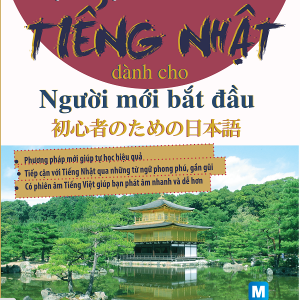 TIẾNG NHẬT
dành cho
Người mới bắt đầu
初心者のための日本語
Phương pháp mới giúp tự học hiệu quả
Tiếp cận với Tiếng Nhật qua những từ ngữ phong phú, gần gũi
Có phiên âm Tiếng Việt giúp bạn phát âm nhanh và dễ hơn
M